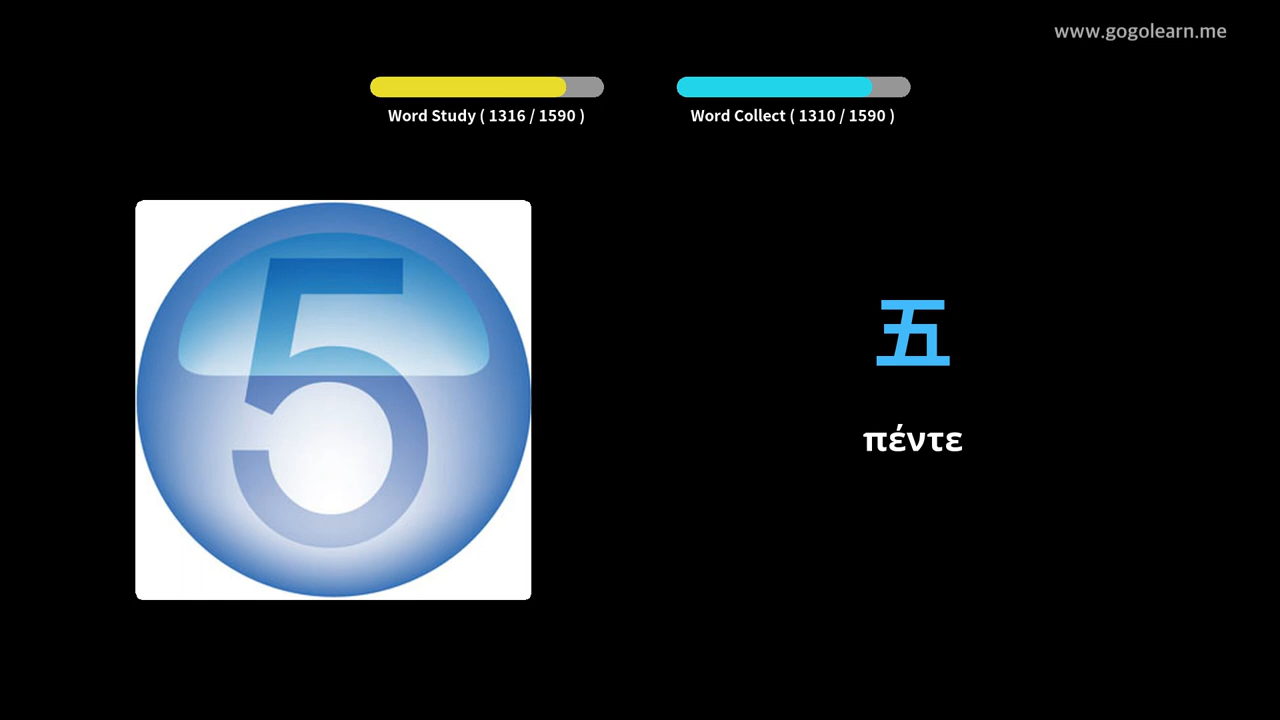 www.gogolearn.me
Word Study ( 1316 / 1590 )
Word Collect ( 1310 / 1590 )
5
五
πέντε